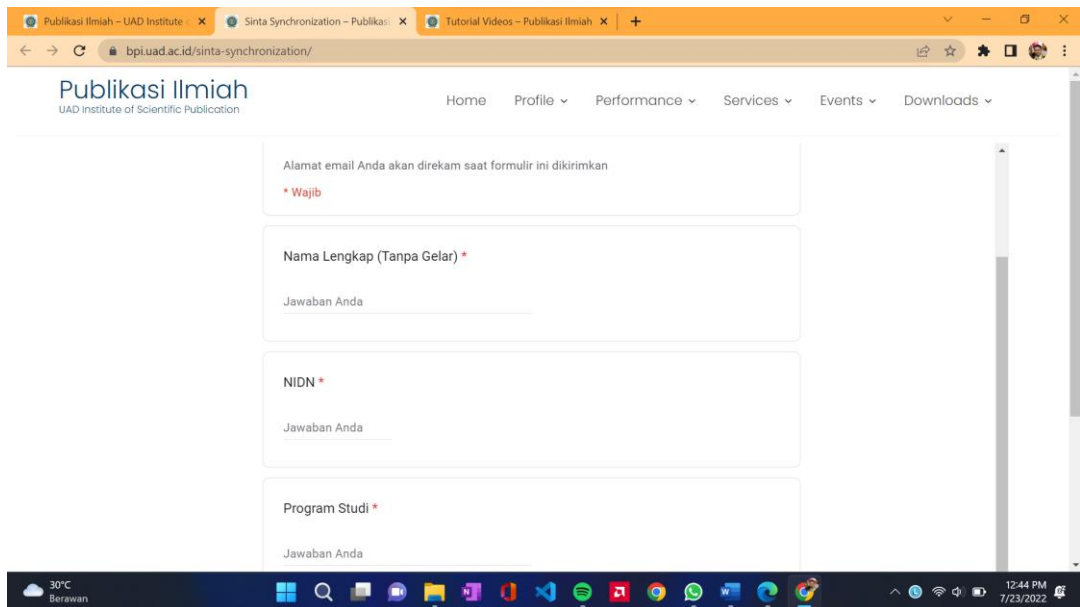 Publikasi Ilmiah – UAD Institute
Sinta Synchronization – Publikasi
Tutorial Videos – Publikasi Ilmiah
bpi.uad.ac.id/sinta-synchronization/
Publikasi Ilmiah
UAD Institute of Scientific Publication
Home Profile Performance Services Events Downloads
Alamat email Anda akan direkam saat formulir ini dikirimkan
* Wajib
Nama Lengkap (Tanpa Gelar) *
Jawaban Anda
NIDN *
Jawaban Anda
Program Studi *
Jawaban Anda
30°C
Berawan
12:44 PM
7/23/2022